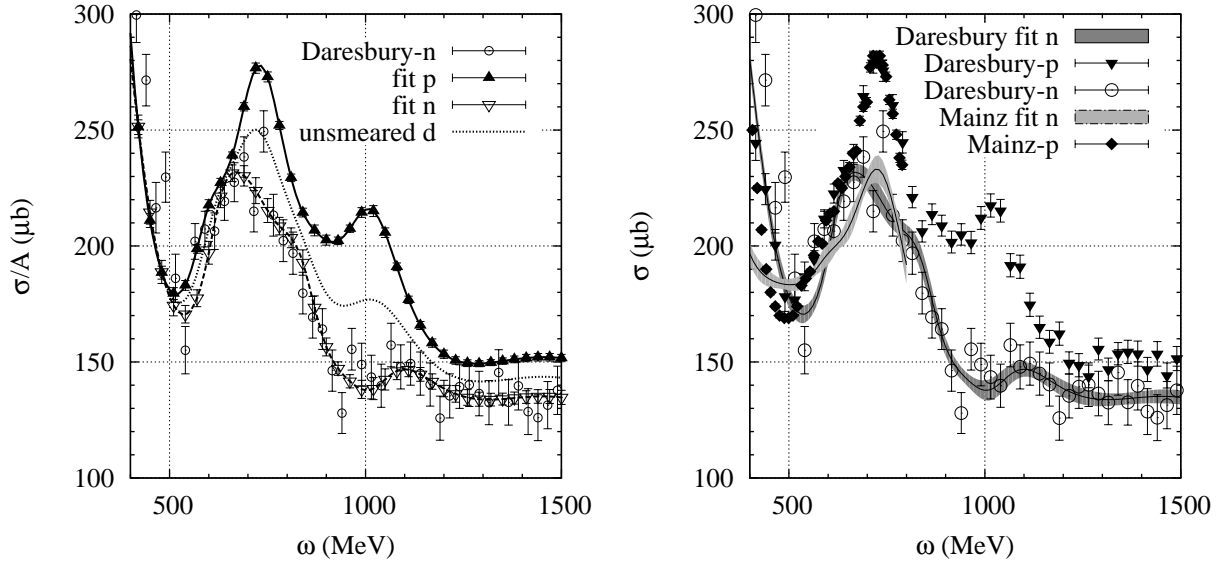 σ/A (μb)
300
250
200
150
100
500
1000
1500
ω (MeV)
Daresbury-n
fit p
fit n
unsmeared d
σ (μb)
300
250
200
150
100
500
1000
1500
ω (MeV)
Daresbury fit n
Daresbury-p
Daresbury-n
Mainz fit n
Mainz-p